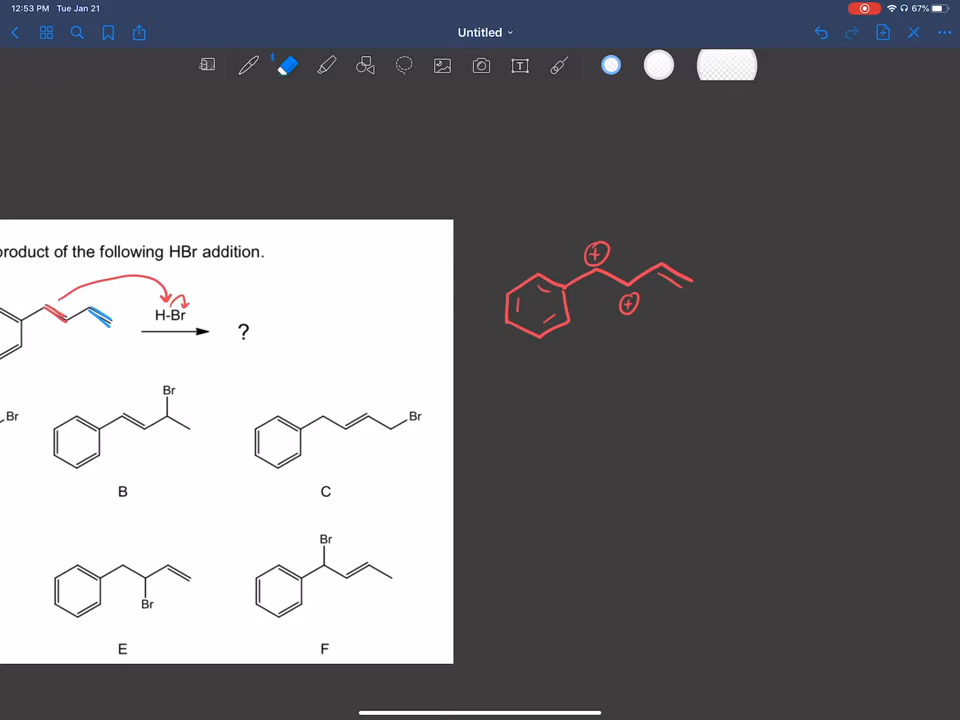 12:53 PM Tue Jan 21
67%
Untitled
T
product of the following HBr addition.
H-Br
?
Br
Br
Br
B
C
Br
Br
E
F